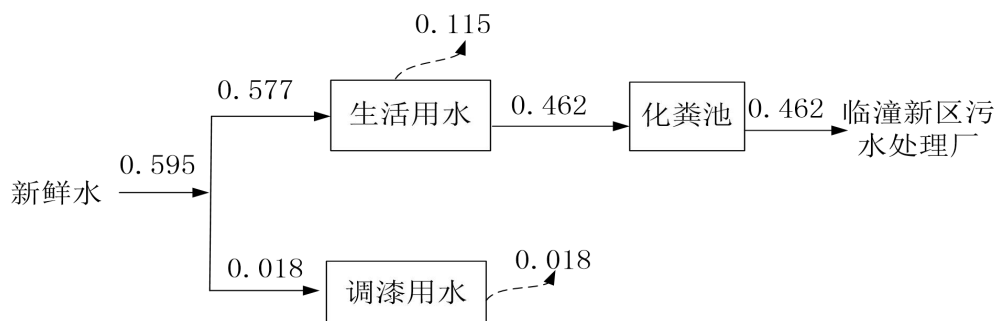 0.115
0.577
生活用水
0.462
化粪池
0.462
临潼新区污
水处理厂
0.595
新鲜水
0.018
调漆用水
0.018